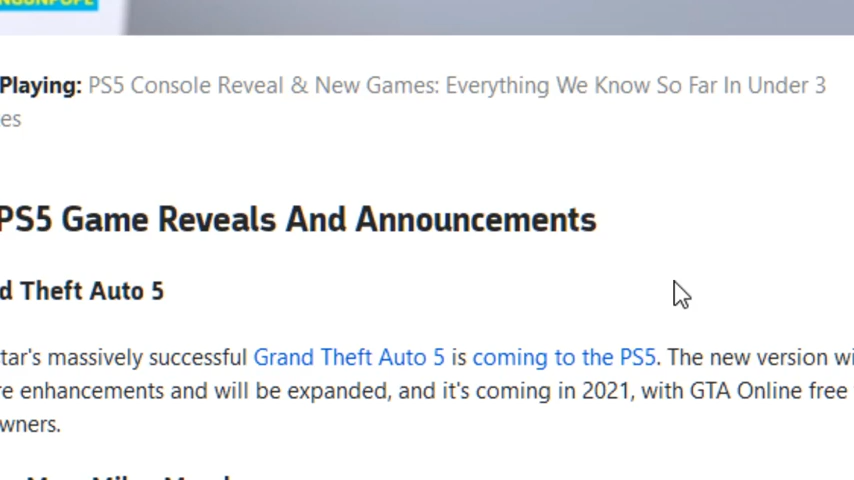 Playing: PS5 Console Reveal & New Games: Everything We Know So Far In Under 3
es
PS5 Game Reveals And Announcements
d Theft Auto 5
tar's massively successful Grand Theft Auto 5 is coming to the PS5. The new version wi
re enhancements and will be expanded, and it's coming in 2021, with GTA Online free
wners.